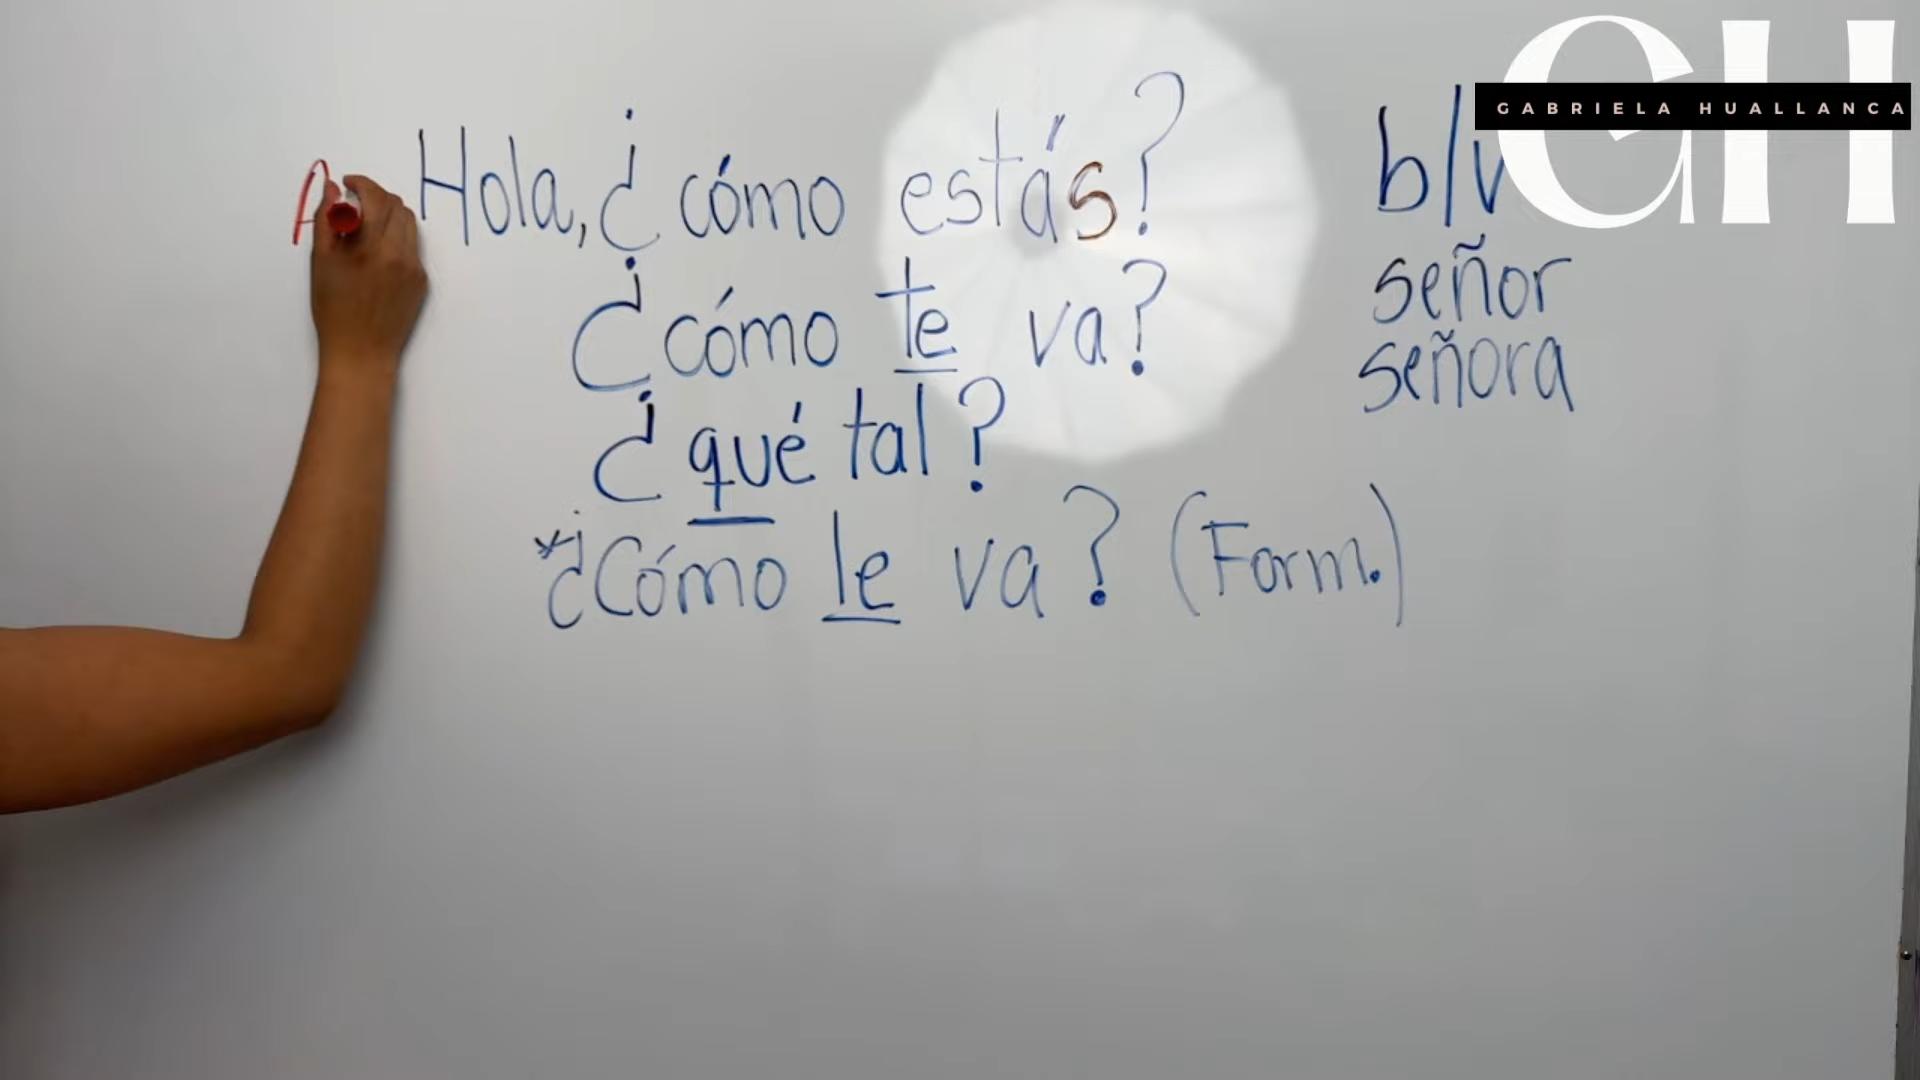 GH
GABRIELA HUALLANCA
A
Hola, ¿cómo estás?
¿cómo te va?
¿qué tal?
*¿Cómo le va? (Form.)
b/v
señor
señora